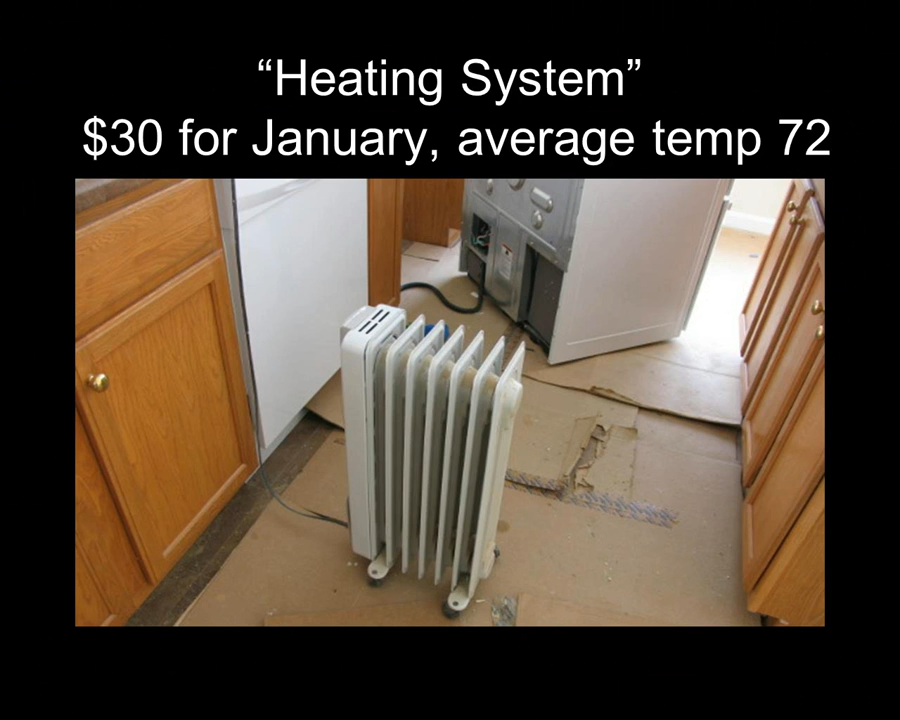 “Heating System”
$30 for January, average temp 72